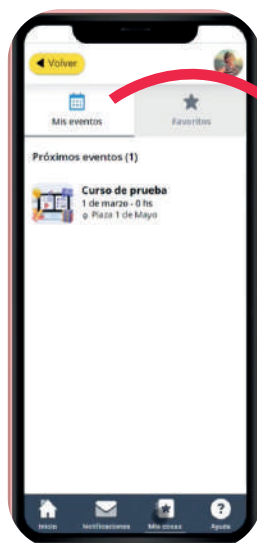 Volver
Mis eventos
Favoritos
Próximos eventos (1)
Curso de prueba
1 de marzo - 0 hs
Plaza 1 de Mayo
Inicio
Notificaciones
Mis cosas
Ayuda